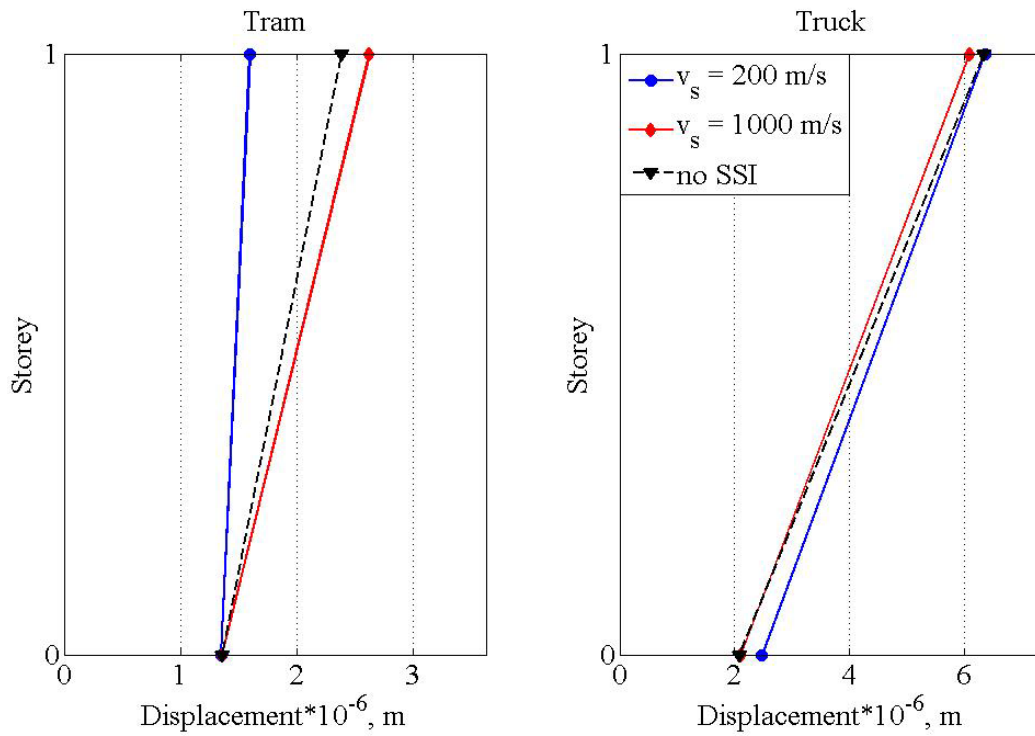 Tram
1
0
0 1 2 3
Storey
Displacement*10^-6, m
Truck
1
v_s = 200 m/s
v_s = 1000 m/s
no SSI
0
0 2 4 6
Storey
Displacement*10^-6, m